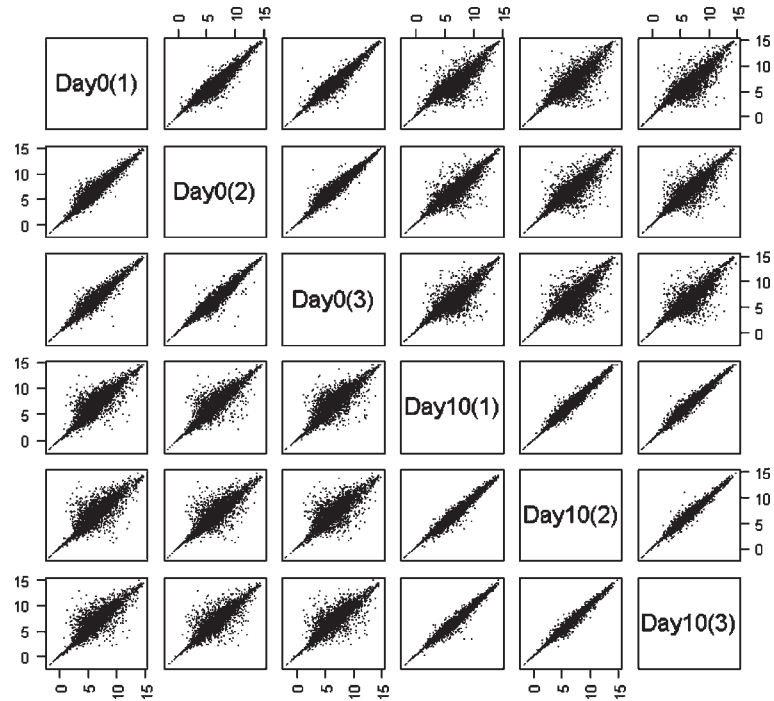 0 5 10 15 0 5 10 15 0 5 10 15
Day0(1) 0 5 10 15
0 5 10 15 Day0(2)
Day0(3) 0 5 10 15
0 5 10 15 Day10(1)
Day10(2) 0 5 10 15
0 5 10 15 Day10(3)
0 5 10 15 0 5 10 15 0 5 10 15